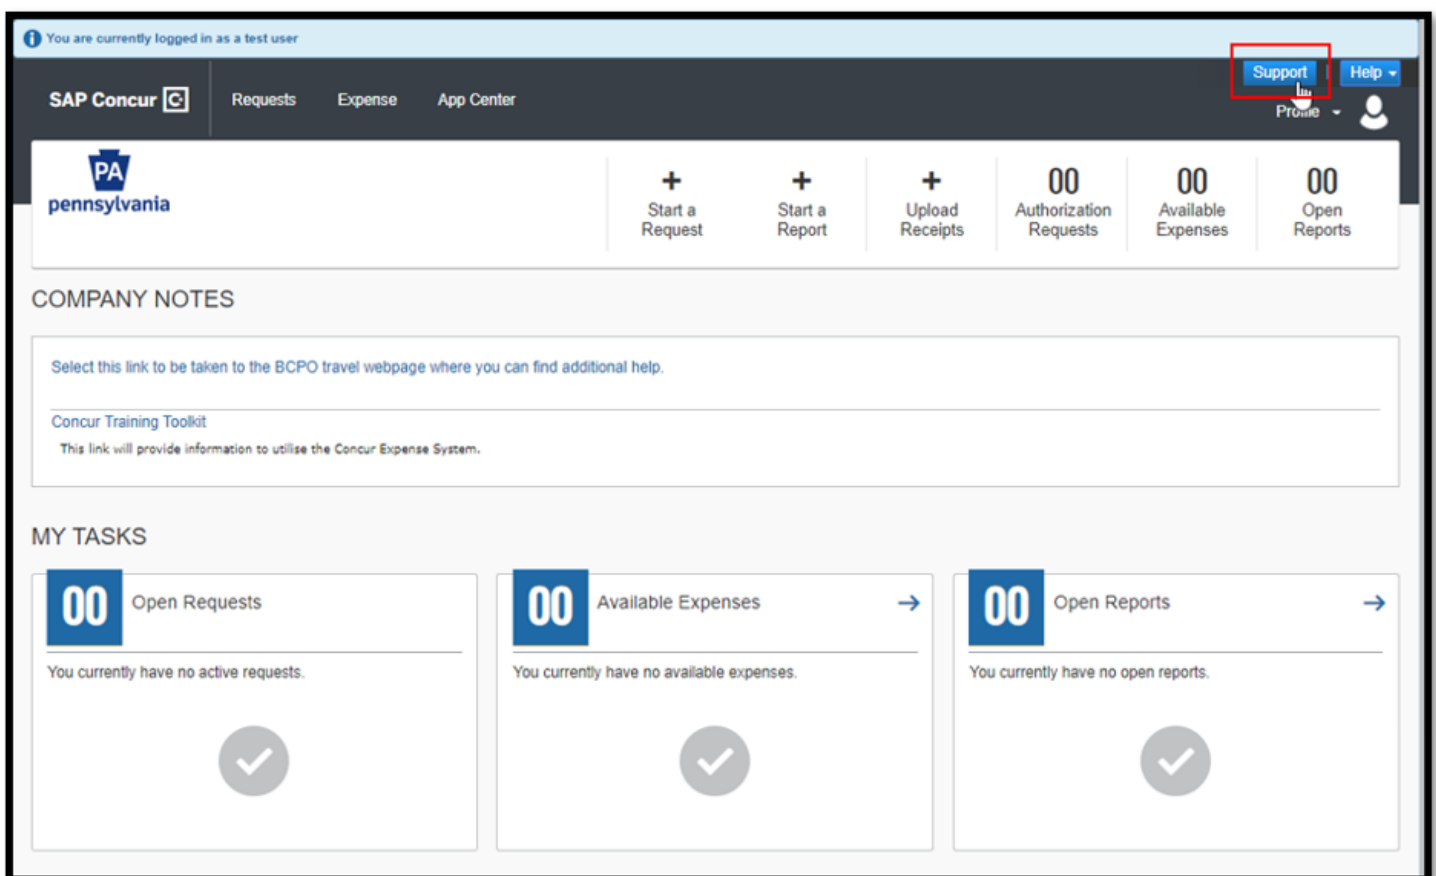 You are currently logged in as a test user
Support | Help
SAP Concur C Requests Expense App Center
Profile
PA
pennsylvania
+ Start a Request
+ Start a Report
+ Upload Receipts
00 Authorization Requests
00 Available Expenses
00 Open Reports
COMPANY NOTES
Select this link to be taken to the BCPO travel webpage where you can find additional help.
Concur Training Toolkit
This link will provide information to utilise the Concur Expense System.
MY TASKS
00 Open Requests
You currently have no active requests.
00 Available Expenses →
You currently have no available expenses.
00 Open Reports →
You currently have no open reports.